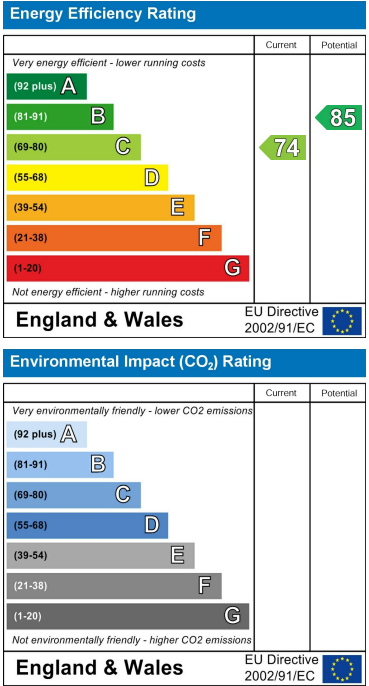 Energy Efficiency Rating
Current Potential
Very energy efficient - lower running costs
(92 plus) A
(81-91) B
85
(69-80) C
74
(55-68) D
(39-54) E
(21-38) F
(1-20) G
Not energy efficient - higher running costs
England & Wales
EU Directive
2002/91/EC
Environmental Impact (CO₂) Rating
Current Potential
Very environmentally friendly - lower CO2 emissions
(92 plus) A
(81-91) B
(69-80) C
(55-68) D
(39-54) E
(21-38) F
(1-20) G
Not environmentally friendly - higher CO2 emissions
England & Wales
EU Directive
2002/91/EC